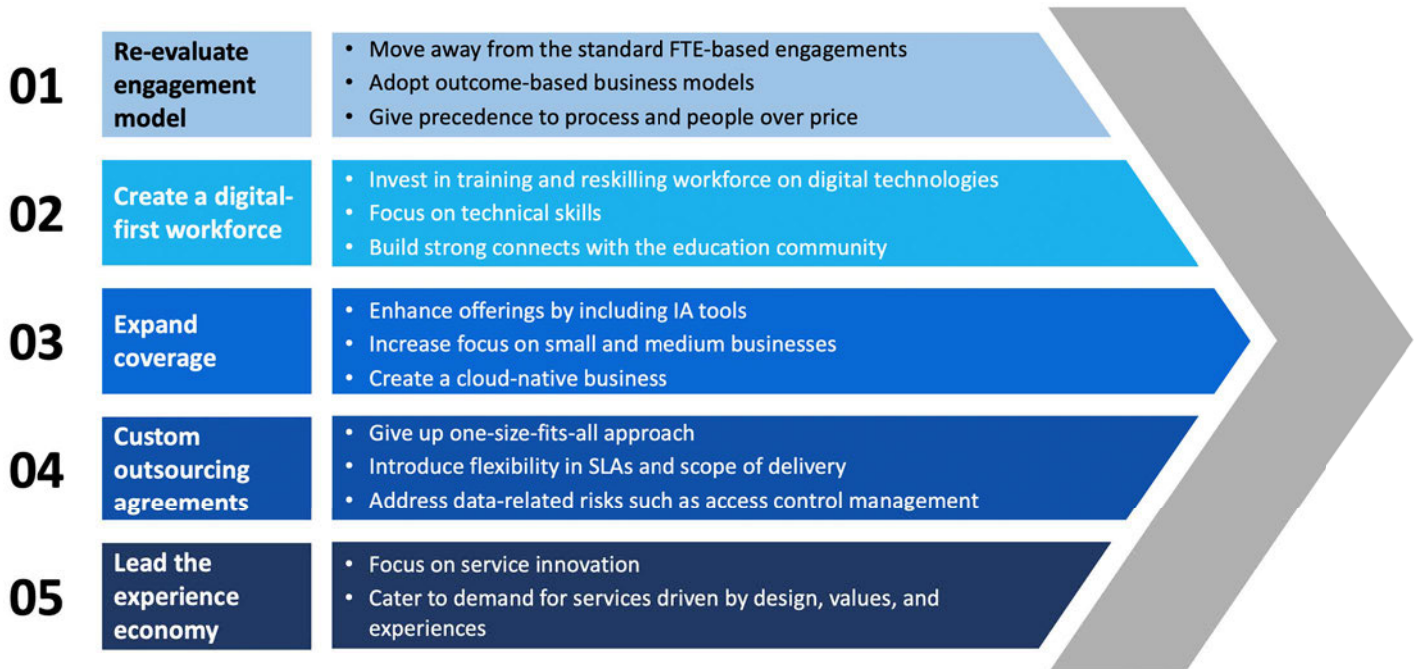 01
Re-evaluate
engagement
model
• Move away from the standard FTE-based engagements
• Adopt outcome-based business models
• Give precedence to process and people over price
02
Create a digital-
first workforce
• Invest in training and reskilling workforce on digital technologies
• Focus on technical skills
• Build strong connects with the education community
03
Expand
coverage
• Enhance offerings by including IA tools
• Increase focus on small and medium businesses
• Create a cloud-native business
04
Custom
outsourcing
agreements
• Give up one-size-fits-all approach
• Introduce flexibility in SLAs and scope of delivery
• Address data-related risks such as access control management
05
Lead the
experience
economy
• Focus on service innovation
• Cater to demand for services driven by design, values, and
experiences